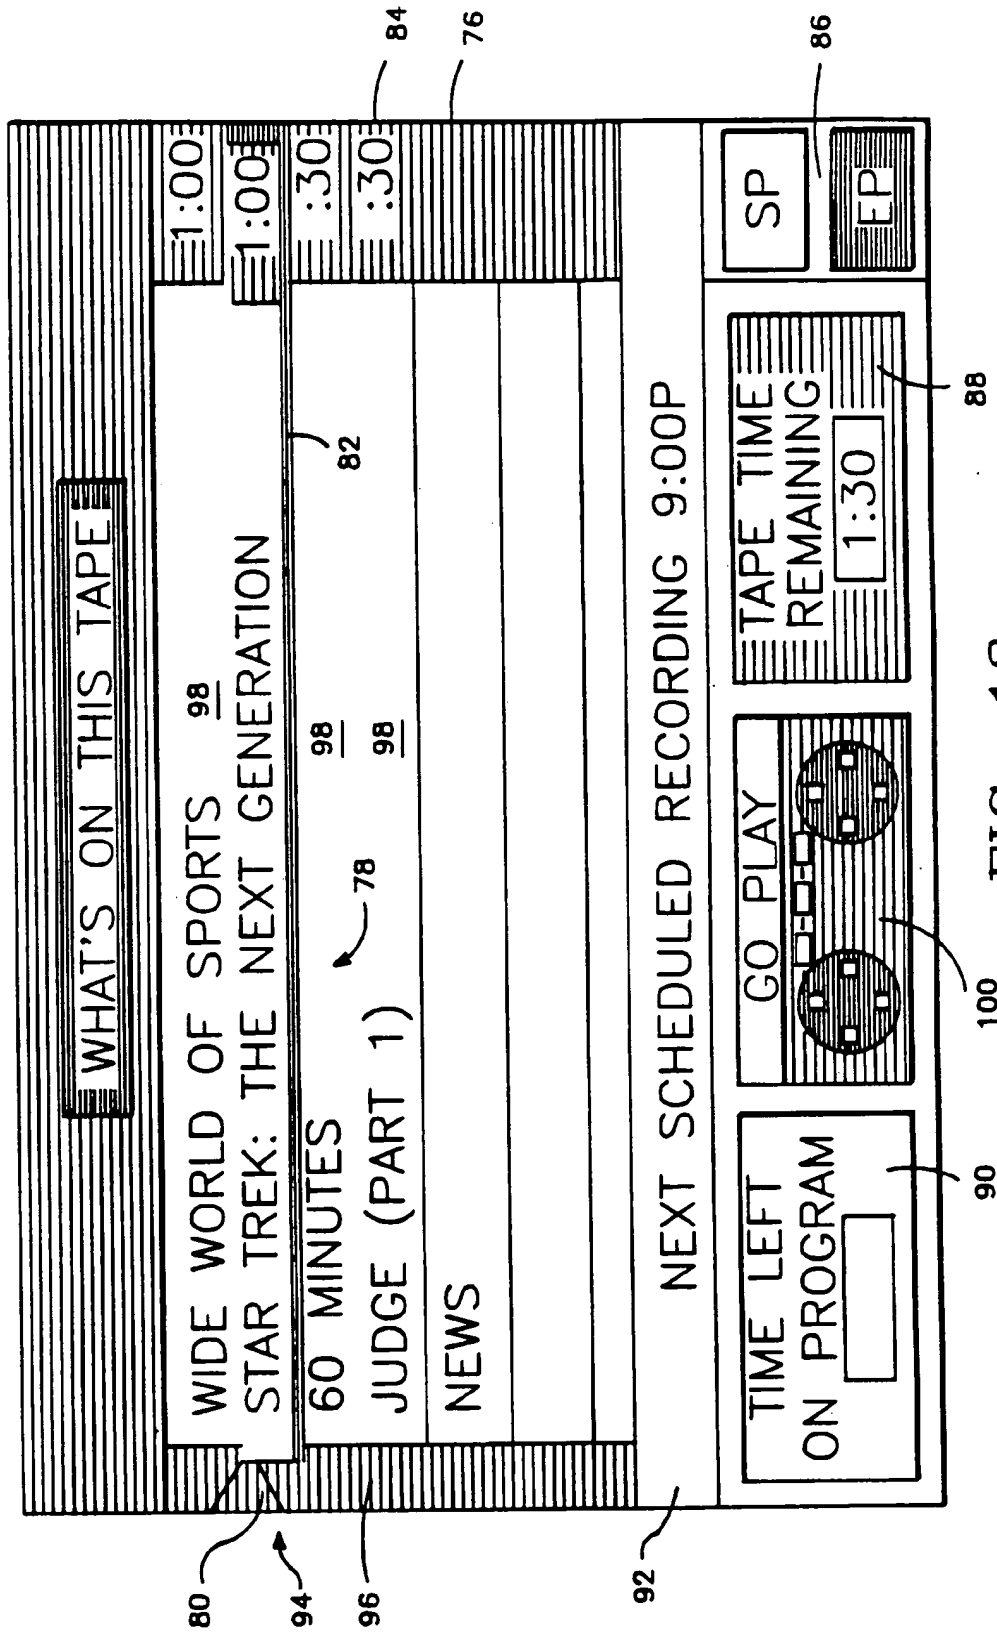 WHAT'S ON THIS TAPE
WIDE WORLD OF SPORTS 98 1:00
STAR TREK: THE NEXT GENERATION 1:00
60 MINUTES 98 :30
JUDGE (PART 1) 98 :30
NEWS
NEXT SCHEDULED RECORDING 9:00P
TIME LEFT
ON PROGRAM
GO PLAY
TAPE TIME
REMAINING
1:30
SP
EP
80
94
96
92
78
82
84
76
86
90
100
88
FIG.